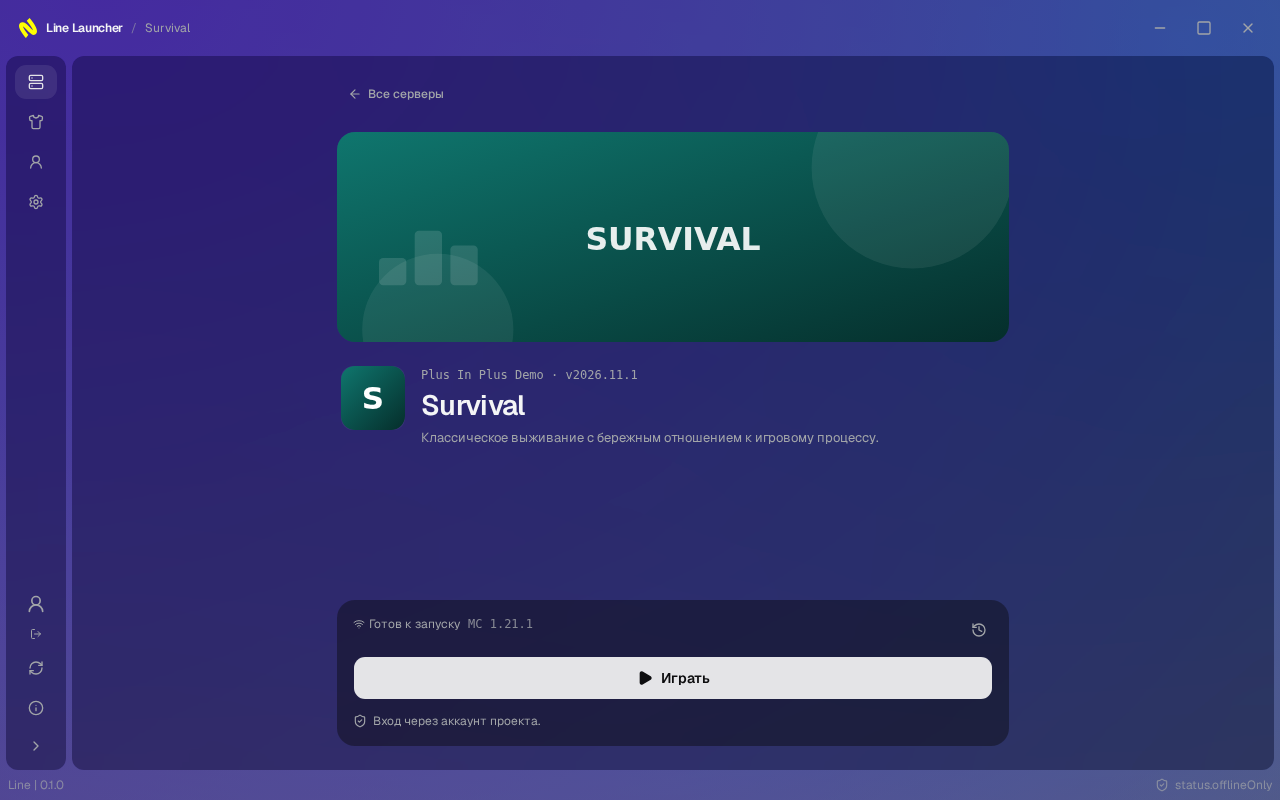 Line Launcher / Survival
Все серверы
SURVIVAL
S
Plus In Plus Demo · v2026.11.1
Survival
Классическое выживание с бережным отношением к игровому процессу.
Готов к запуску MC 1.21.1
Играть
Вход через аккаунт проекта.
Line | 0.1.0
status.offlineOnly